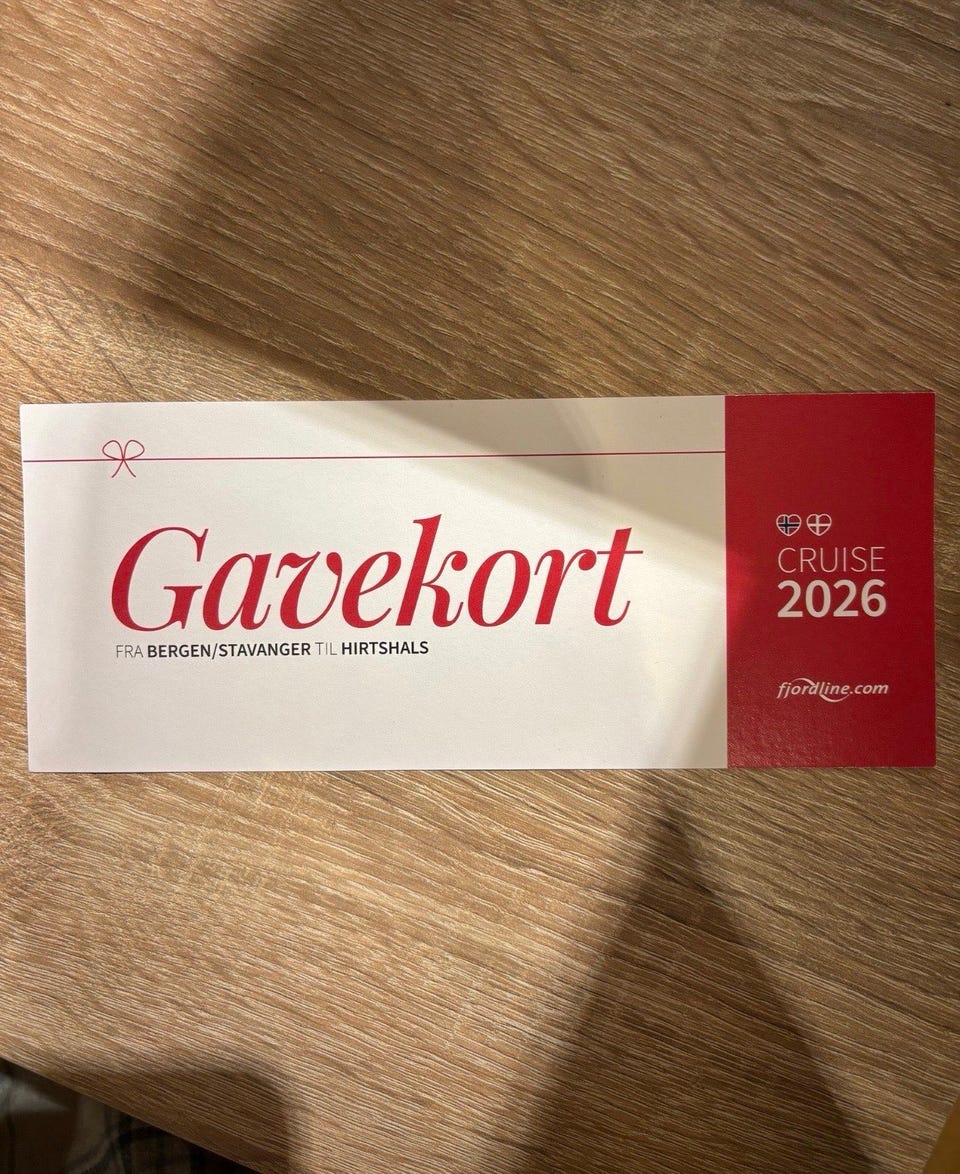 Gavekort
FRA BERGEN/STAVANGER TIL HIRTSHALS
CRUISE
2026
fjordline.com